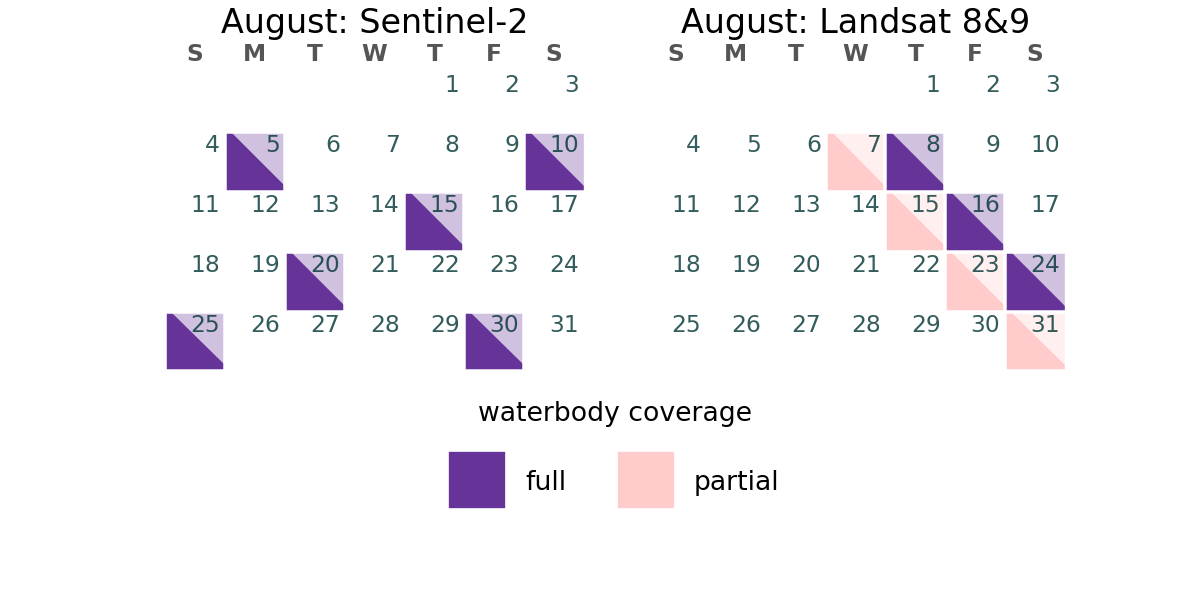 August: Sentinel-2
S M T W T F S
1 2 3
4 5 6 7 8 9 10
11 12 13 14 15 16 17
18 19 20 21 22 23 24
25 26 27 28 29 30 31
August: Landsat 8&9
S M T W T F S
1 2 3
4 5 6 7 8 9 10
11 12 13 14 15 16 17
18 19 20 21 22 23 24
25 26 27 28 29 30 31
waterbody coverage
full
partial